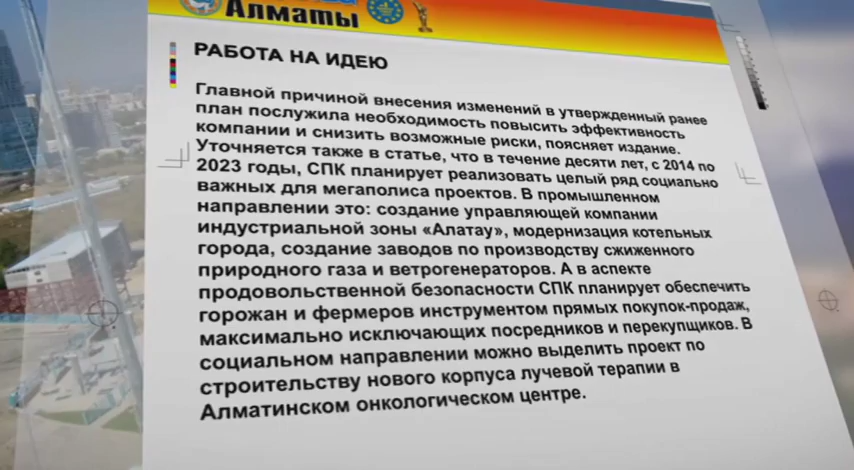 Алматы
РАБОТА НА ИДЕЮ
Главной причиной внесения изменений в утвержденный ранее
план послужила необходимость повысить эффективность
компании и снизить возможные риски, поясняет издание.
Уточняется также в статье, что в течение десяти лет, с 2014 по
2023 годы, СПК планирует реализовать целый ряд социально
важных для мегаполиса проектов. В промышленном
направлении это: создание управляющей компании
индустриальной зоны «Алатау», модернизация котельных
города, создание заводов по производству сжиженного
природного газа и ветрогенераторов. А в аспекте
продовольственной безопасности СПК планирует обеспечить
горожан и фермеров инструментом прямых покупок-продаж,
максимально исключающих посредников и перекупщиков. В
социальном направлении можно выделить проект по
строительству нового корпуса лучевой терапии в
Алматинском онкологическом центре.